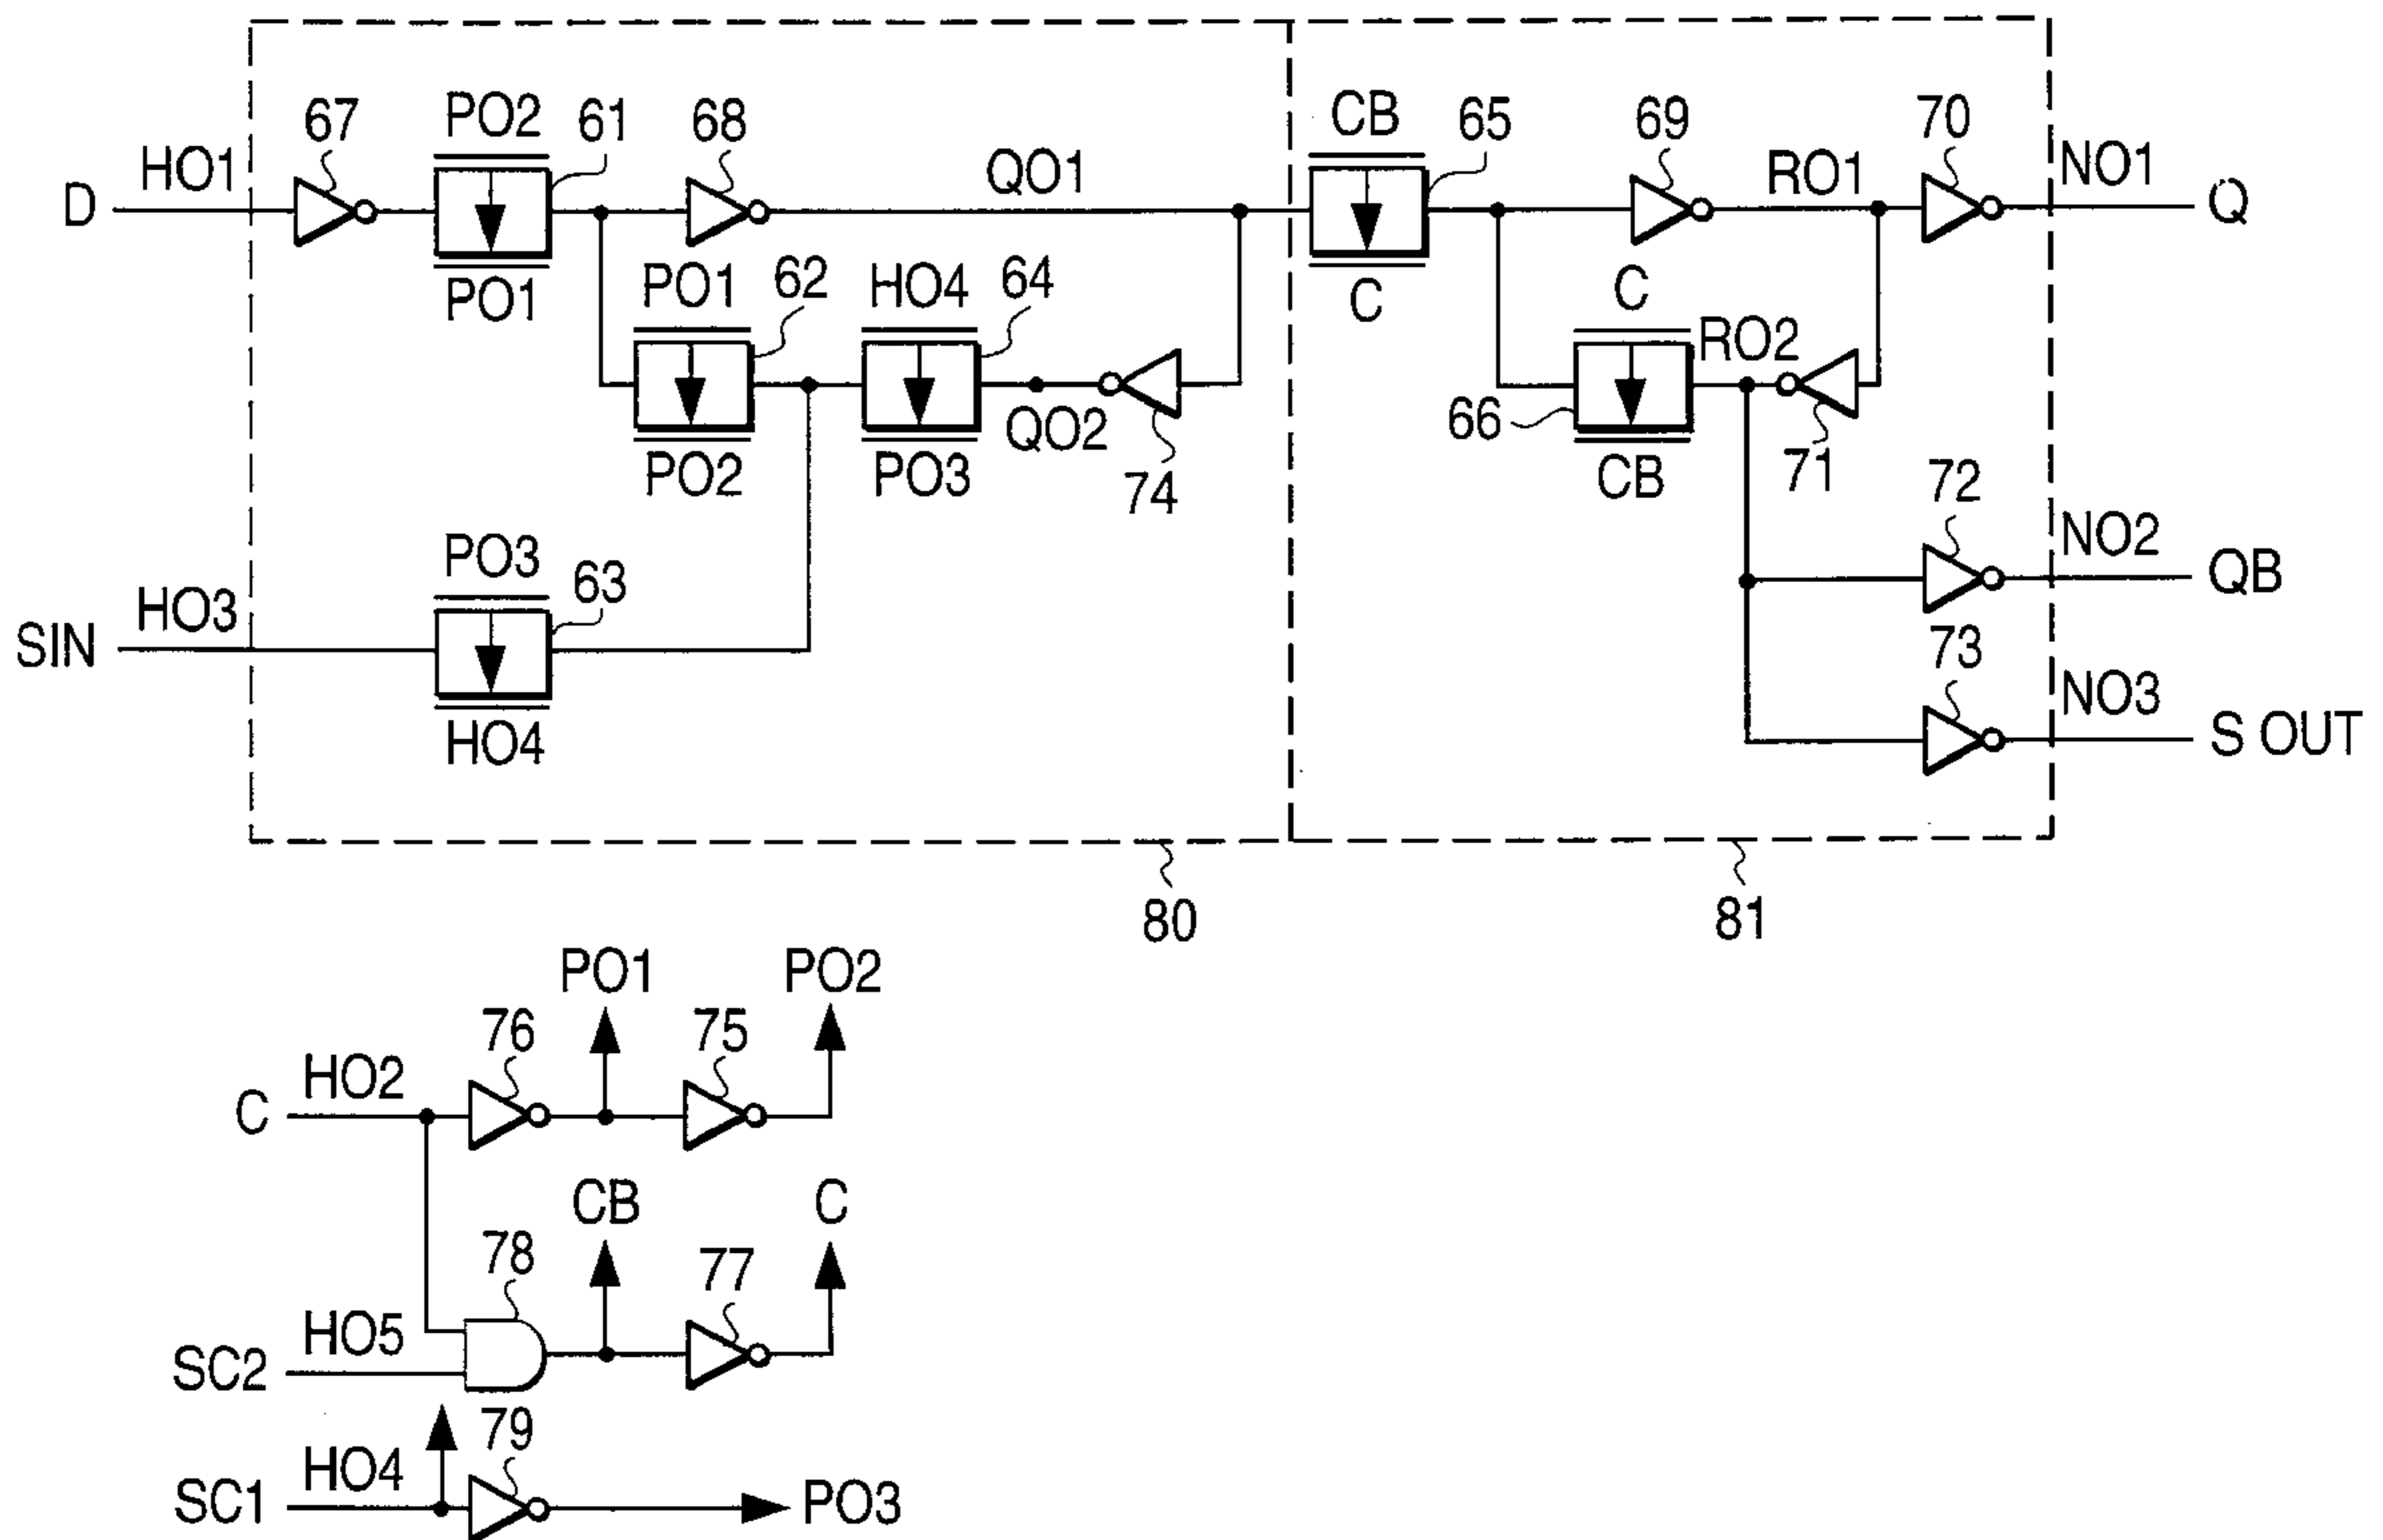 67 PO2 61 68 CB 65 69 70
D HO1 QO1 RO1 NO1 Q
PO1 PO1 62 HO4 64 C C
RO2
PO2 PO3 QO2 74 66 CB 71 72
NO2 QB
PO3 63
SIN HO3 73
HO4 NO3 S OUT
80 81
PO1 PO2
76 75
C HO2
CB C
78 77
SC2 HO5
79
SC1 HO4 PO3